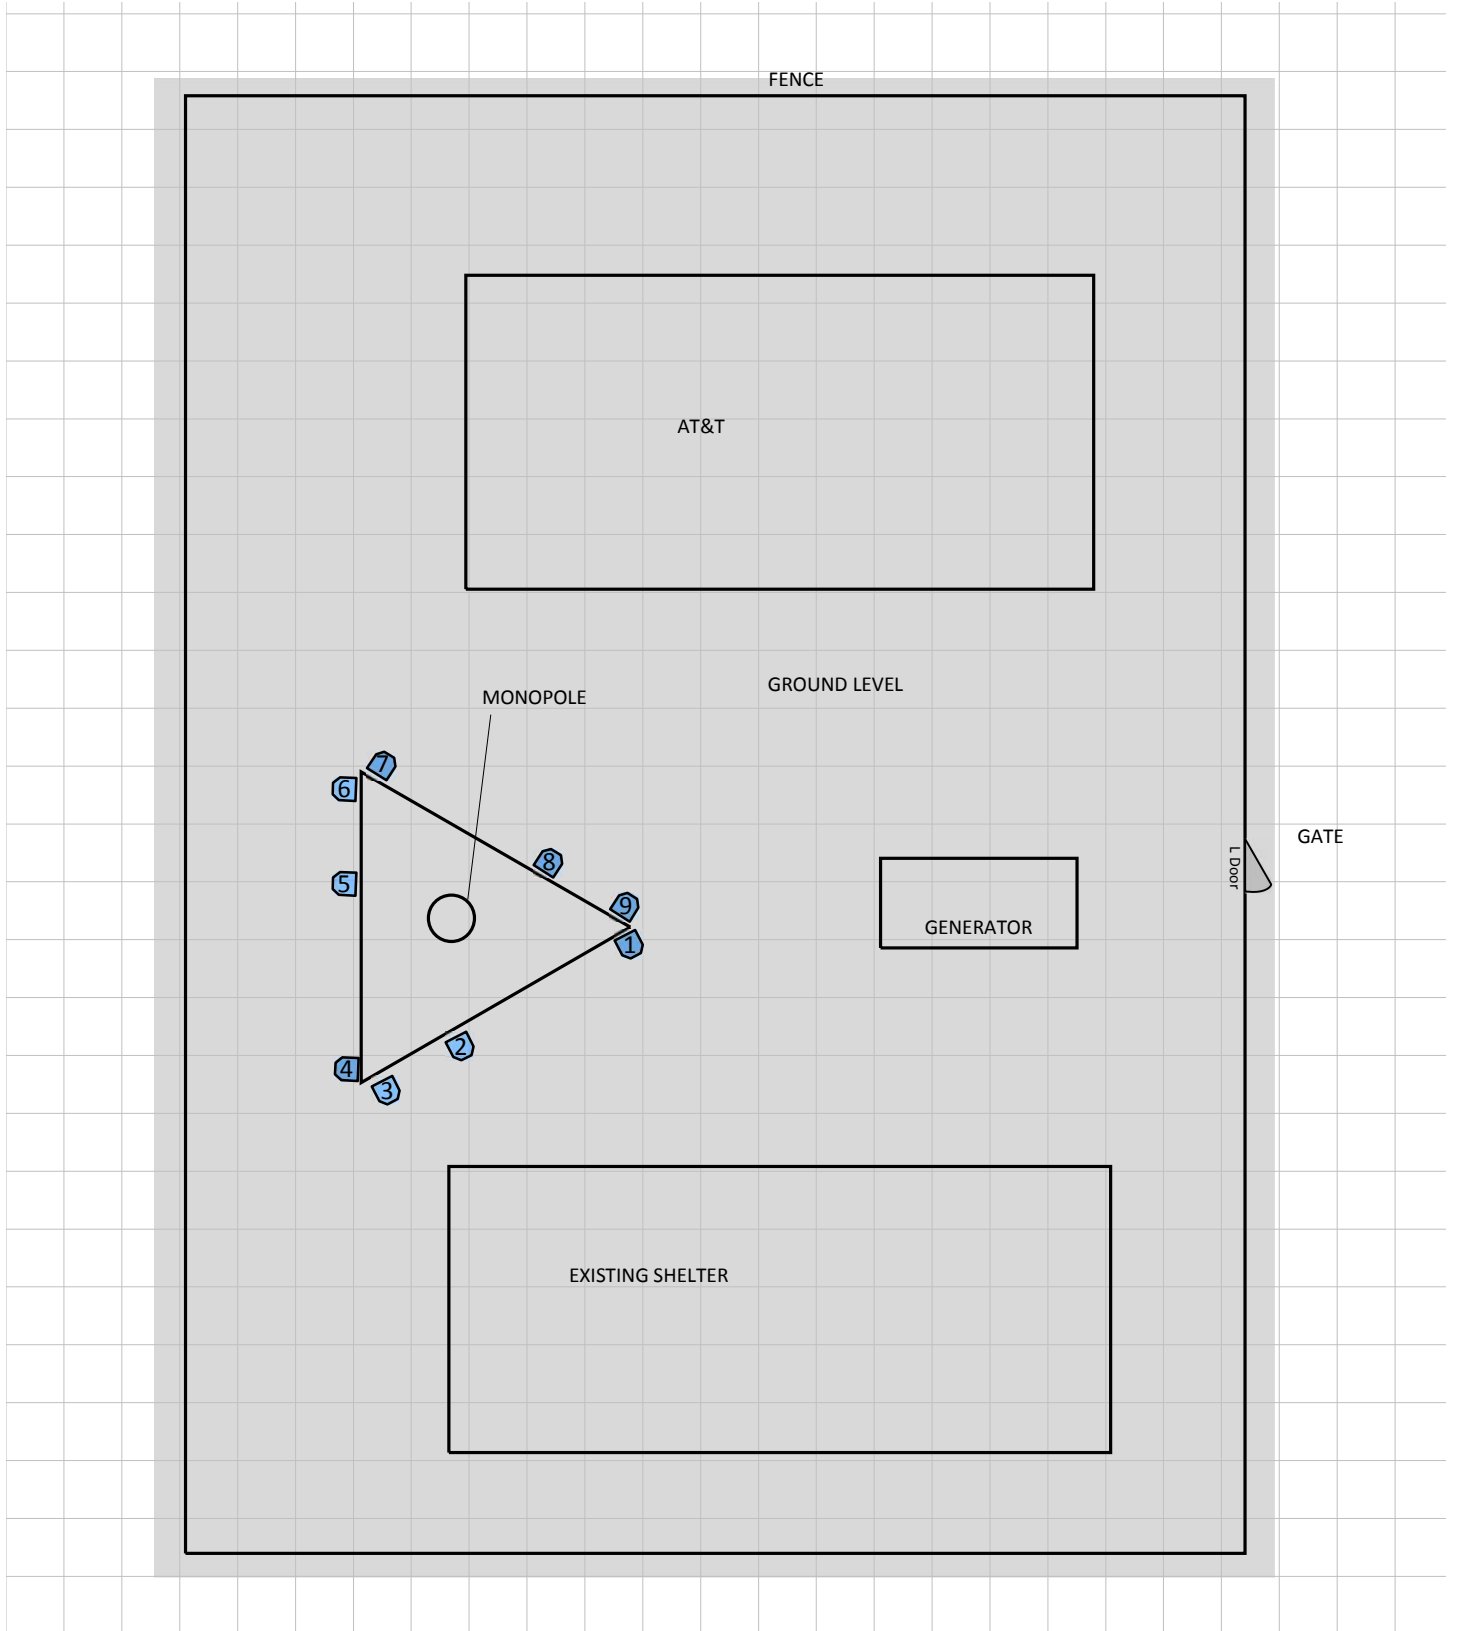 FENCE
AT&T
GROUND LEVEL
MONOPOLE
7
6
GATE
L Door
8
5
9
GENERATOR
1
2
4
3
EXISTING SHELTER